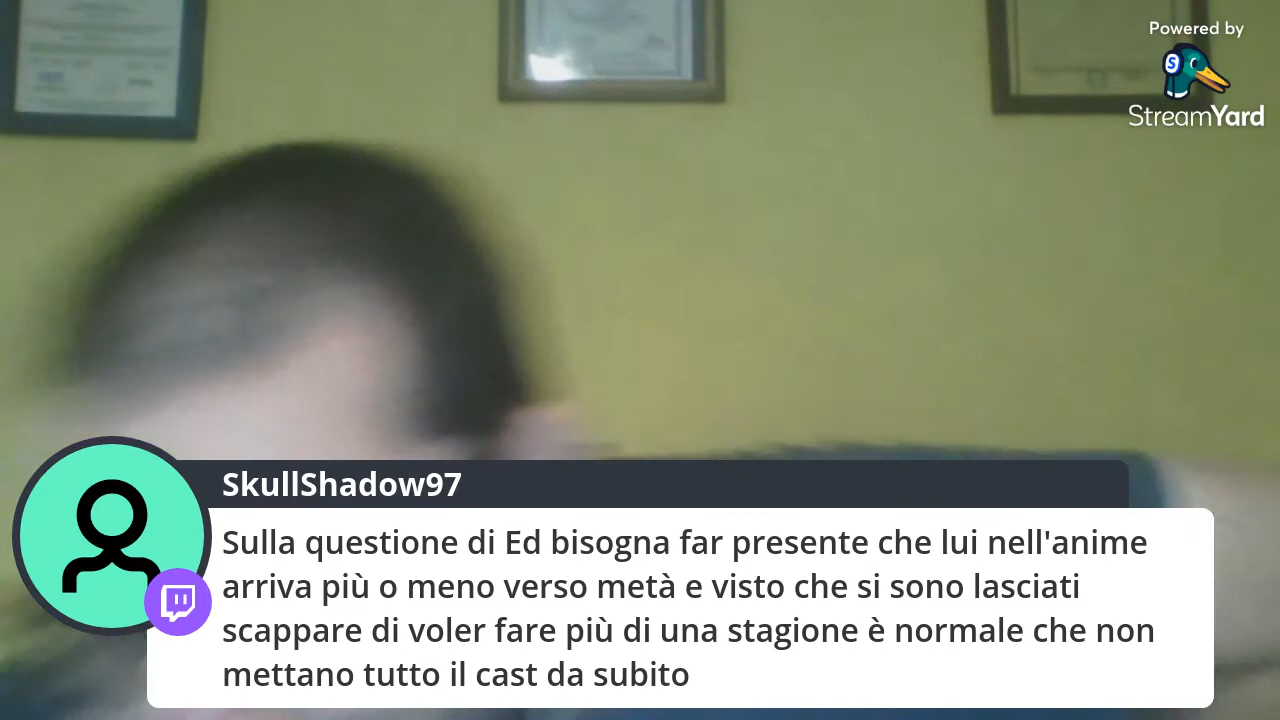 Powered by
StreamYard
SkullShadow97
Sulla questione di Ed bisogna far presente che lui nell'anime
arriva più o meno verso metà e visto che si sono lasciati
scappare di voler fare più di una stagione è normale che non
mettano tutto il cast da subito